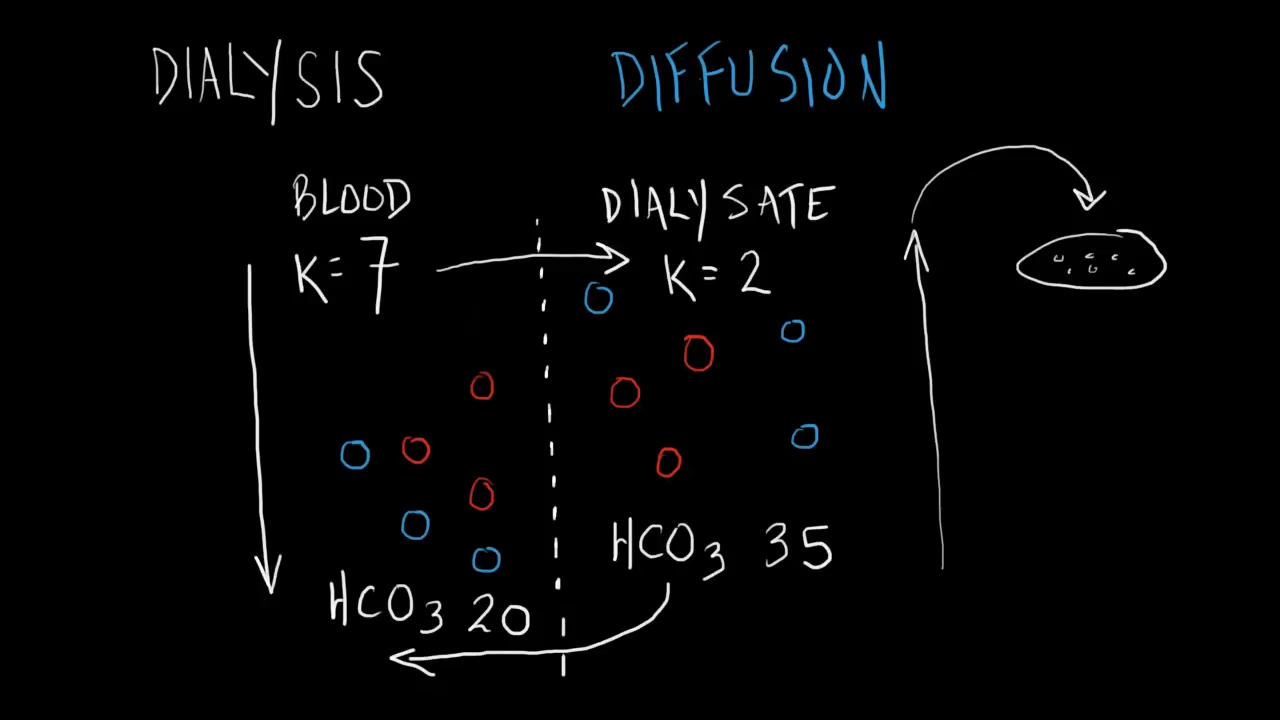 DIALYSIS DIFFUSION
BLOOD DIALYSATE
K = 7 K = 2
HCO3 35
HCO3 20